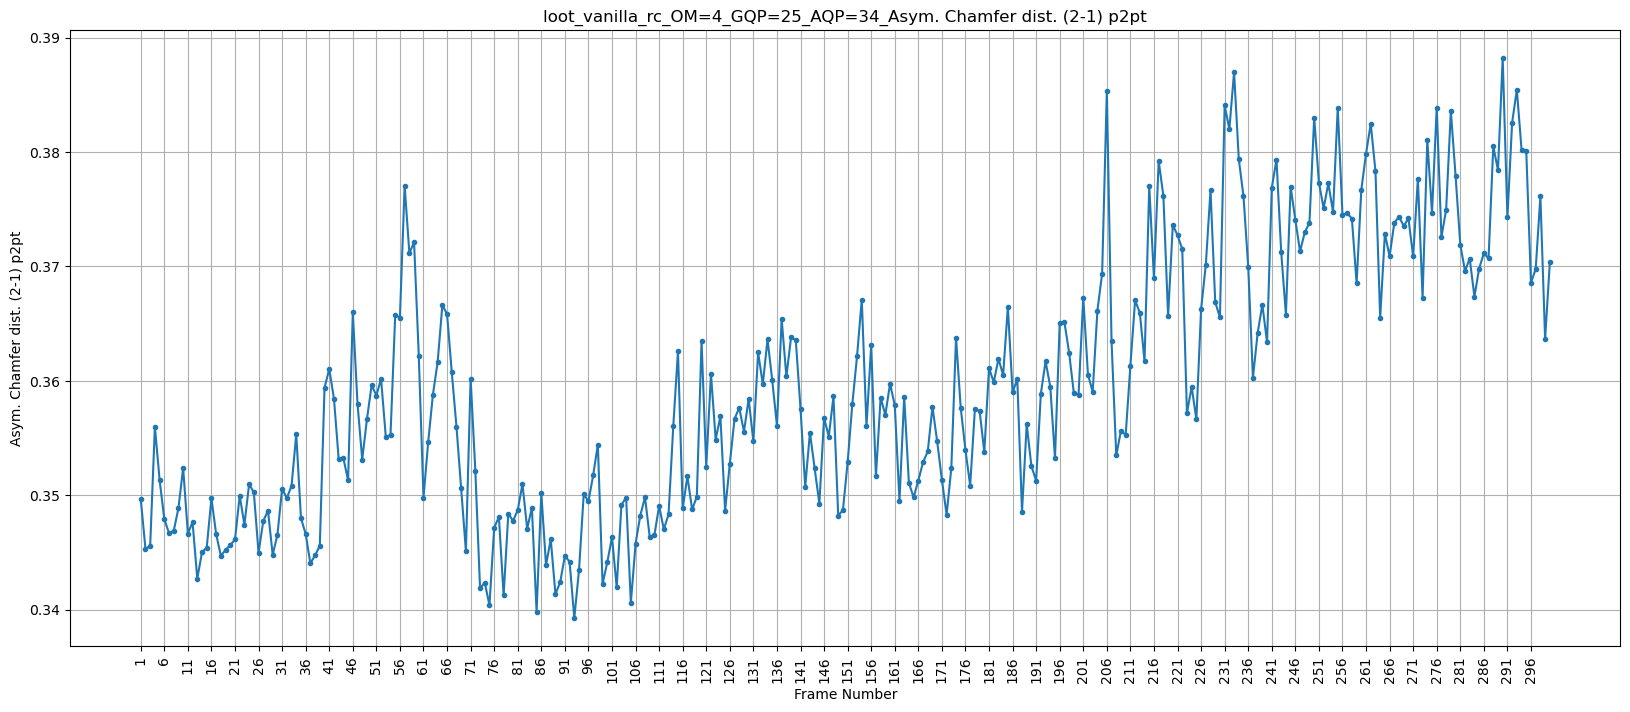 loot_vanilla_rc_OM=4_GQP=25_AQP=34_Asym. Chamfer dist. (2-1) p2pt
Asym. Chamfer dist. (2-1) p2pt
0.39
0.38
0.37
0.36
0.35
0.34
1 6 11 16 21 26 31 36 41 46 51 56 61 66 71 76 81 86 91 96 101 106 111 116 121 126 131 136 141 146 151 156 161 166 171 176 181 186 191 196 201 206 211 216 221 226 231 236 241 246 251 256 261 266 271 276 281 286 291 296
Frame Number